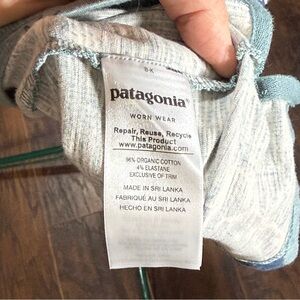 patagonia®
WORN WEAR
Repair, Reuse, Recycle
This Product
www.patagonia.com
96% ORGANIC COTTON
4% ELASTANE
EXCLUSIVE OF TRIM
MADE IN SRI LANKA
FABRIQUÉ AU SRI LANKA
HECHO EN SRI LANKA